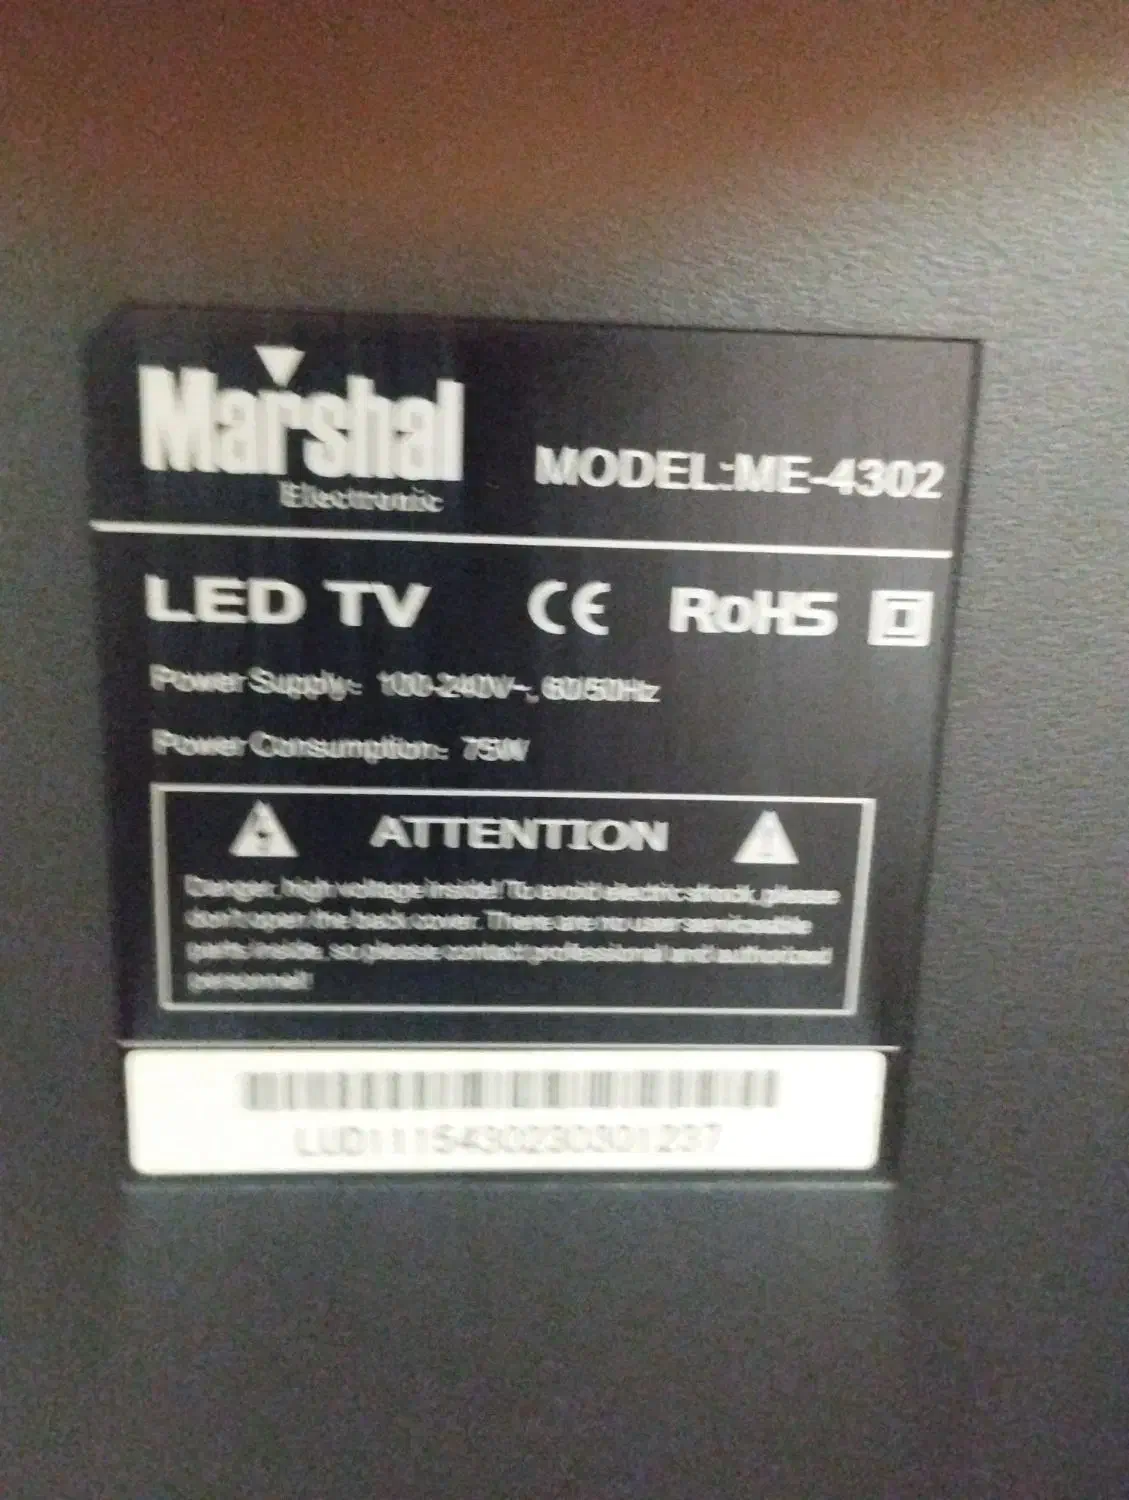 Marshal
Electronic
MODEL:ME-4302
LED TV CE RoHS
Power Supply: 100-240V~, 60/50Hz
Power Consumption: 75W
ATTENTION
Danger, high voltage inside! To avoid electric shock, please
don't open the back cover. There are no user serviceable
parts inside, so please contact professional and authorized
personnel!
LUD1115430230301237